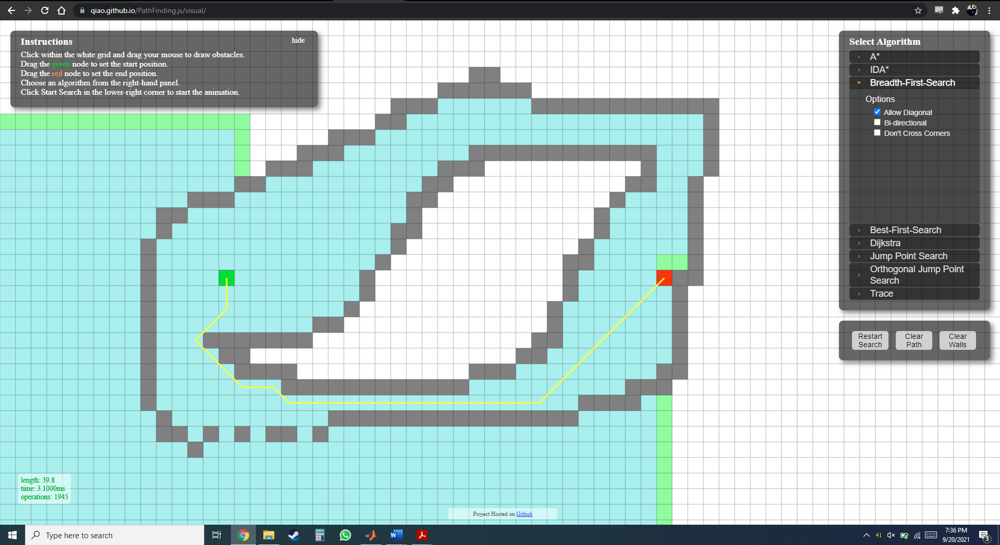 qiao.github.io/PathFinding.js/visual/
Instructions
hide
Click within the white grid and drag your mouse to draw obstacles.
Drag the green node to set the start position.
Drag the red node to set the end position.
Choose an algorithm from the right-hand panel.
Click Start Search in the lower-right corner to start the animation.
Select Algorithm
A*
IDA*
Breadth-First-Search
Options
Allow Diagonal
Bi-directional
Don't Cross Corners
Best-First-Search
Dijkstra
Jump Point Search
Orthogonal Jump Point
Search
Trace
Restart
Search
Clear
Path
Clear
Walls
length: 39.8
time: 3.1000ms
operations: 1945
Project Hosted on Github
Type here to search
41
7:36 PM
9/20/2021
3